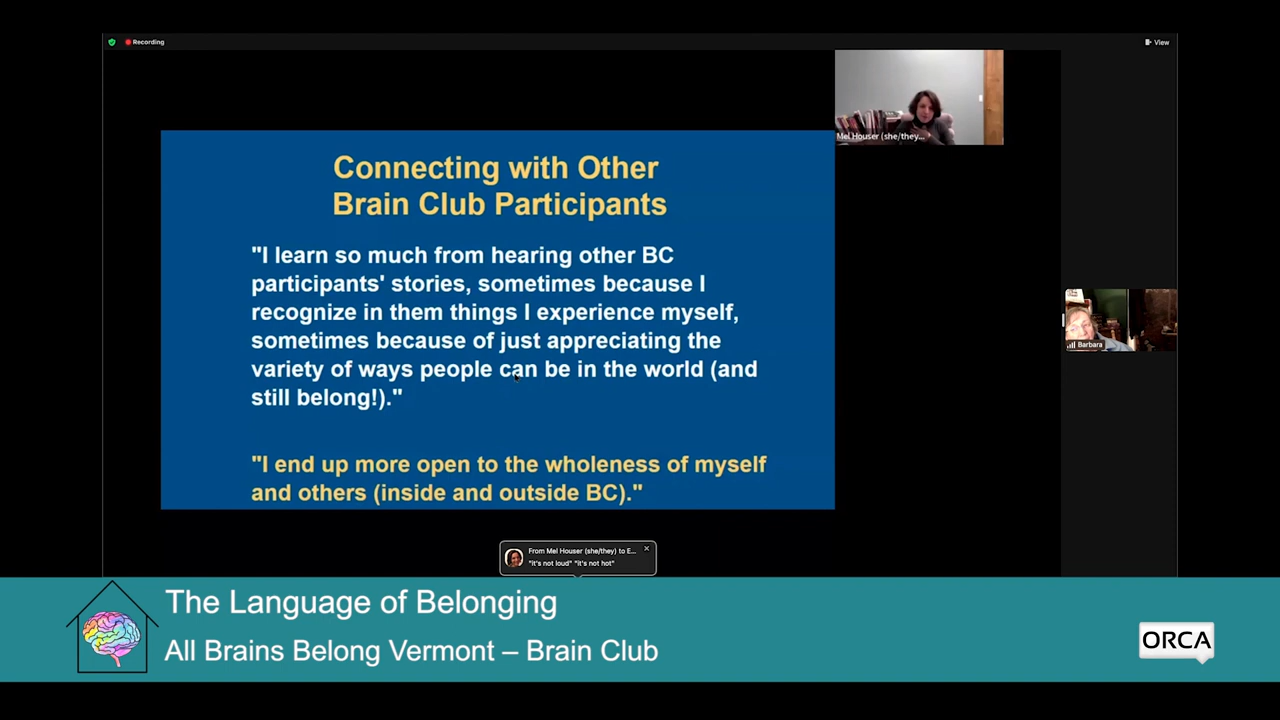 Recording
View
Mel Houser (she/they...
Connecting with Other
Brain Club Participants
"I learn so much from hearing other BC
participants' stories, sometimes because I
recognize in them things I experience myself,
sometimes because of just appreciating the
variety of ways people can be in the world (and
still belong!)."
Barbara
"I end up more open to the wholeness of myself
and others (inside and outside BC)."
From Mel Houser (she/they) to E...
"it's not loud" "it's not hot"
The Language of Belonging
All Brains Belong Vermont – Brain Club
ORCA